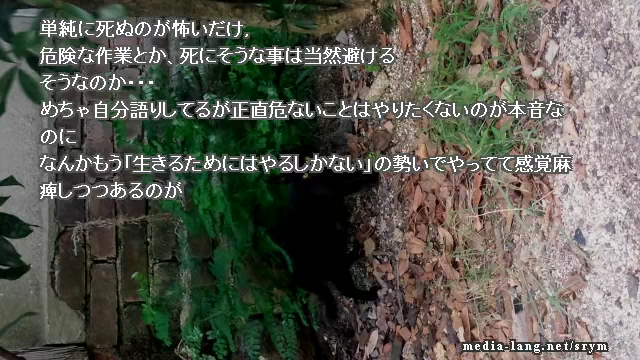 単純に死ぬのが怖いだけ,
危険な作業とか、死にそうな事は当然避ける
そうなのか・・・
めちゃ自分語りしてるが正直危ないことはやりたくないのが本音な
のに
なんかもう「生きるためにはやるしかない」の勢いでやってて感覚麻
痺しつつあるのが
media-lang.net/srym